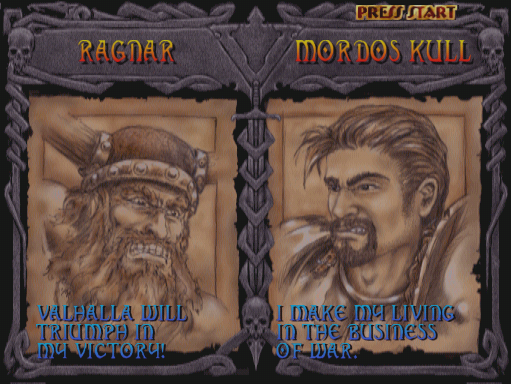 PRESS START
RAGNAR
MORDOS KULL
VALHALLA WILL
TRIUMPH IN
MY VICTORY!
I MAKE MY LIVING
IN THE BUSINESS
OF WAR.